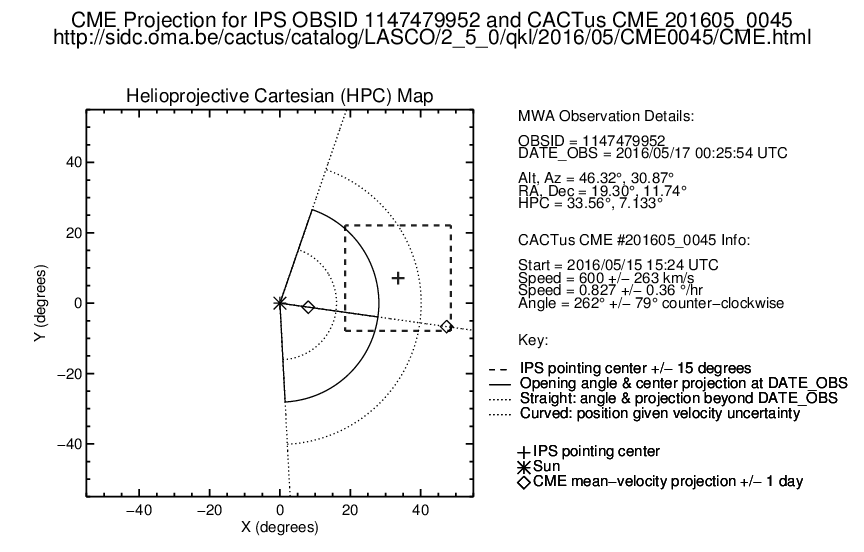 CME Projection for IPS OBSID 1147479952 and CACTus CME 201605_0045
http://sidc.oma.be/cactus/catalog/LASCO/2_5_0/qkl/2016/05/CME0045/CME.html
Helioprojective Cartesian (HPC) Map
40
20
0
−20
−40
Y (degrees)
−40 −20 0 20 40
X (degrees)
MWA Observation Details:
OBSID = 1147479952
DATE_OBS = 2016/05/17 00:25:54 UTC
Alt, Az = 46.32°, 30.87°
RA, Dec = 19.30°, 11.74°
HPC = 33.56°, 7.133°
CACTus CME #201605_0045 Info:
Start = 2016/05/15 15:24 UTC
Speed = 600 +/− 263 km/s
Speed = 0.827 +/− 0.36 °/hr
Angle = 262° +/− 79° counter−clockwise
Key:
IPS pointing center +/− 15 degrees
Opening angle & center projection at DATE_OBS
Straight: angle & projection beyond DATE_OBS
Curved: position given velocity uncertainty
IPS pointing center
Sun
CME mean−velocity projection +/− 1 day